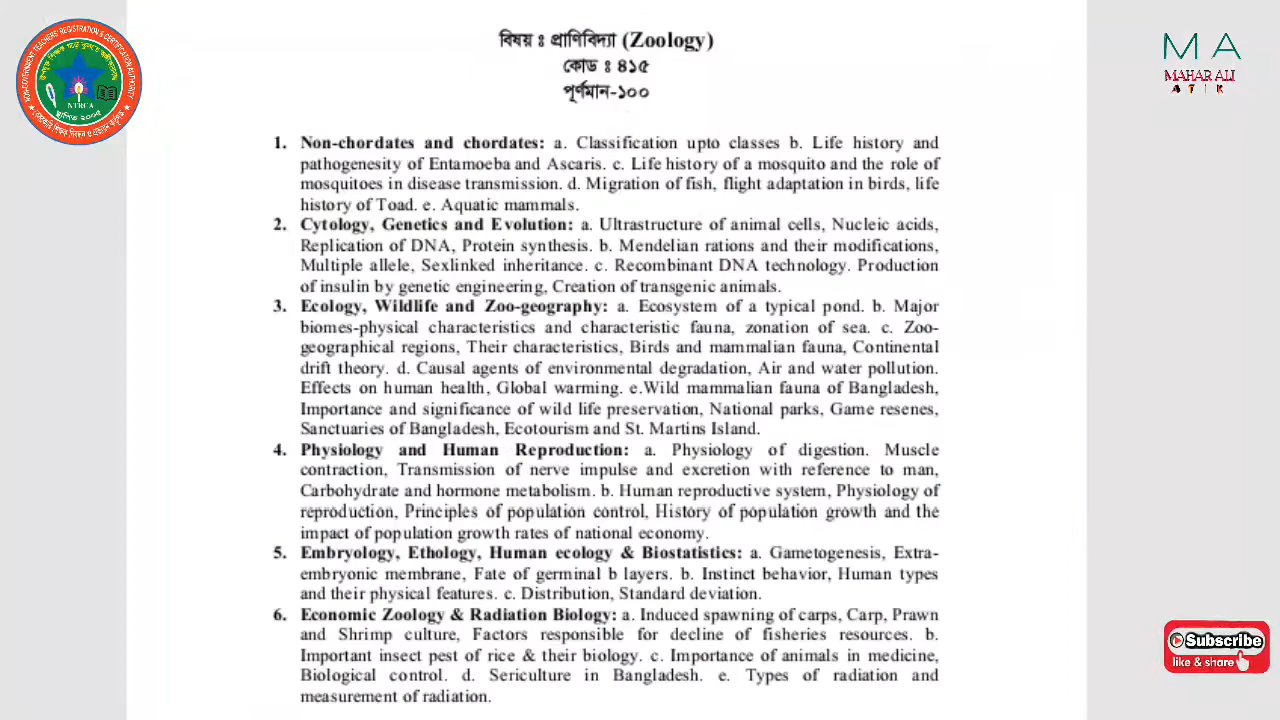 বিষয় ঃ প্রাণিবিদ্যা (Zoology)
কোড ঃ ৪১৫
পূর্ণমান-১০০
1. Non-chordates and chordates: a. Classification upto classes b. Life history and
pathogenesity of Entamoeba and Ascaris. c. Life history of a mosquito and the role of
mosquitoes in disease transmission. d. Migration of fish, flight adaptation in birds, life
history of Toad. e. Aquatic mammals.
2. Cytology, Genetics and Evolution: a. Ultrastructure of animal cells, Nucleic acids,
Replication of DNA, Protein synthesis. b. Mendelian rations and their modifications,
Multiple allele, Sexlinked inheritance. c. Recombinant DNA technology. Production
of insulin by genetic engineering, Creation of transgenic animals.
3. Ecology, Wildlife and Zoo-geography: a. Ecosystem of a typical pond. b. Major
biomes-physical characteristics and characteristic fauna, zonation of sea. c. Zoo-
geographical regions, Their characteristics, Birds and mammalian fauna, Continental
drift theory. d. Causal agents of environmental degradation, Air and water pollution.
Effects on human health, Global warming. e.Wild mammalian fauna of Bangladesh,
Importance and significance of wild life preservation, National parks, Game resenes,
Sanctuaries of Bangladesh, Ecotourism and St. Martins Island.
4. Physiology and Human Reproduction: a. Physiology of digestion. Muscle
contraction, Transmission of nerve impulse and excretion with reference to man,
Carbohydrate and hormone metabolism. b. Human reproductive system, Physiology of
reproduction, Principles of population control, History of population growth and the
impact of population growth rates of national economy.
5. Embryology, Ethology, Human ecology & Biostatistics: a. Gametogenesis, Extra-
embryonic membrane, Fate of germinal b layers. b. Instinct behavior, Human types
and their physical features. c. Distribution, Standard deviation.
6. Economic Zoology & Radiation Biology: a. Induced spawning of carps, Carp, Prawn
and Shrimp culture, Factors responsible for decline of fisheries resources. b.
Important insect pest of rice & their biology. c. Importance of animals in medicine,
Biological control. d. Sericulture in Bangladesh. e. Types of radiation and
measurement of radiation.
NON-GOVERNMENT TEACHERS' REGISTRATION & CERTIFICATION AUTHORITY
NTRCA
স্থাপিত ২০০৫
MA
MAHAR ALI
ATIK
Subscribe
like & share